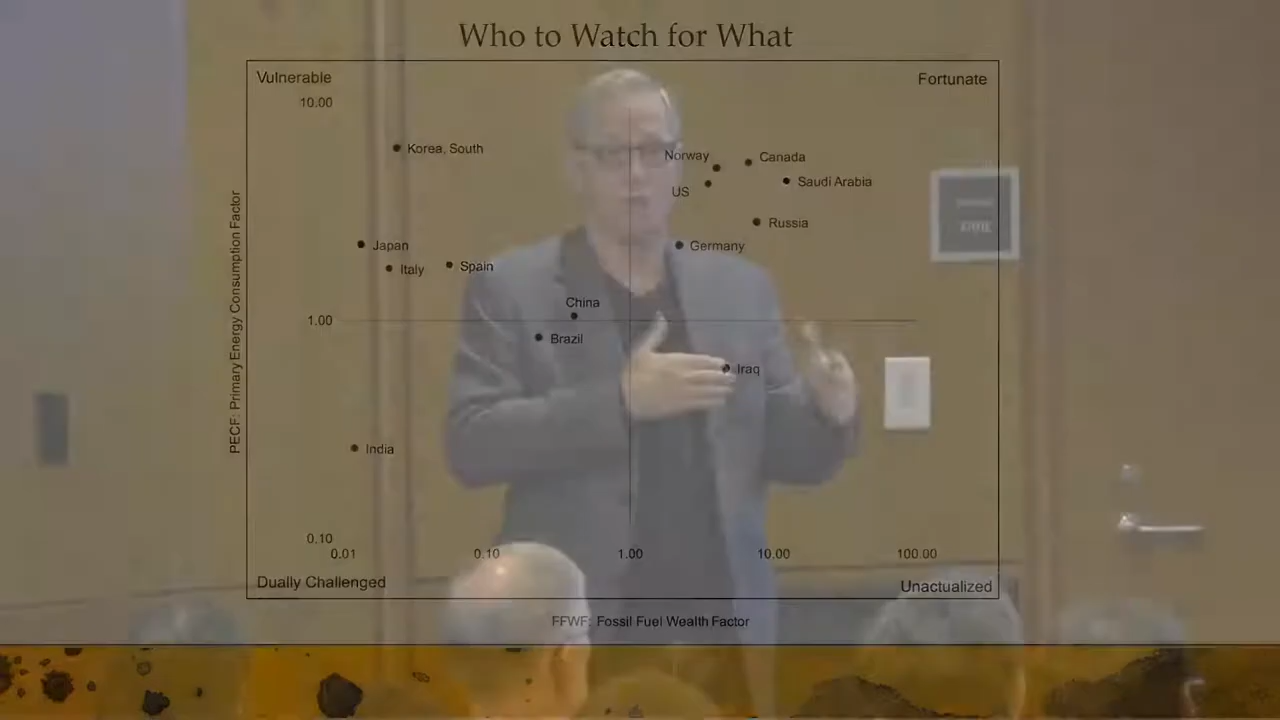 Who to Watch for What
Vulnerable
Fortunate
10.00
Korea, South
Norway
Canada
US
Saudi Arabia
Russia
Japan
Germany
Italy
Spain
China
1.00
Brazil
Iraq
PECF: Primary Energy Consumption Factor
India
0.10
0.01
0.10
1.00
10.00
100.00
Dually Challenged
Unactualized
FFWF: Fossil Fuel Wealth Factor